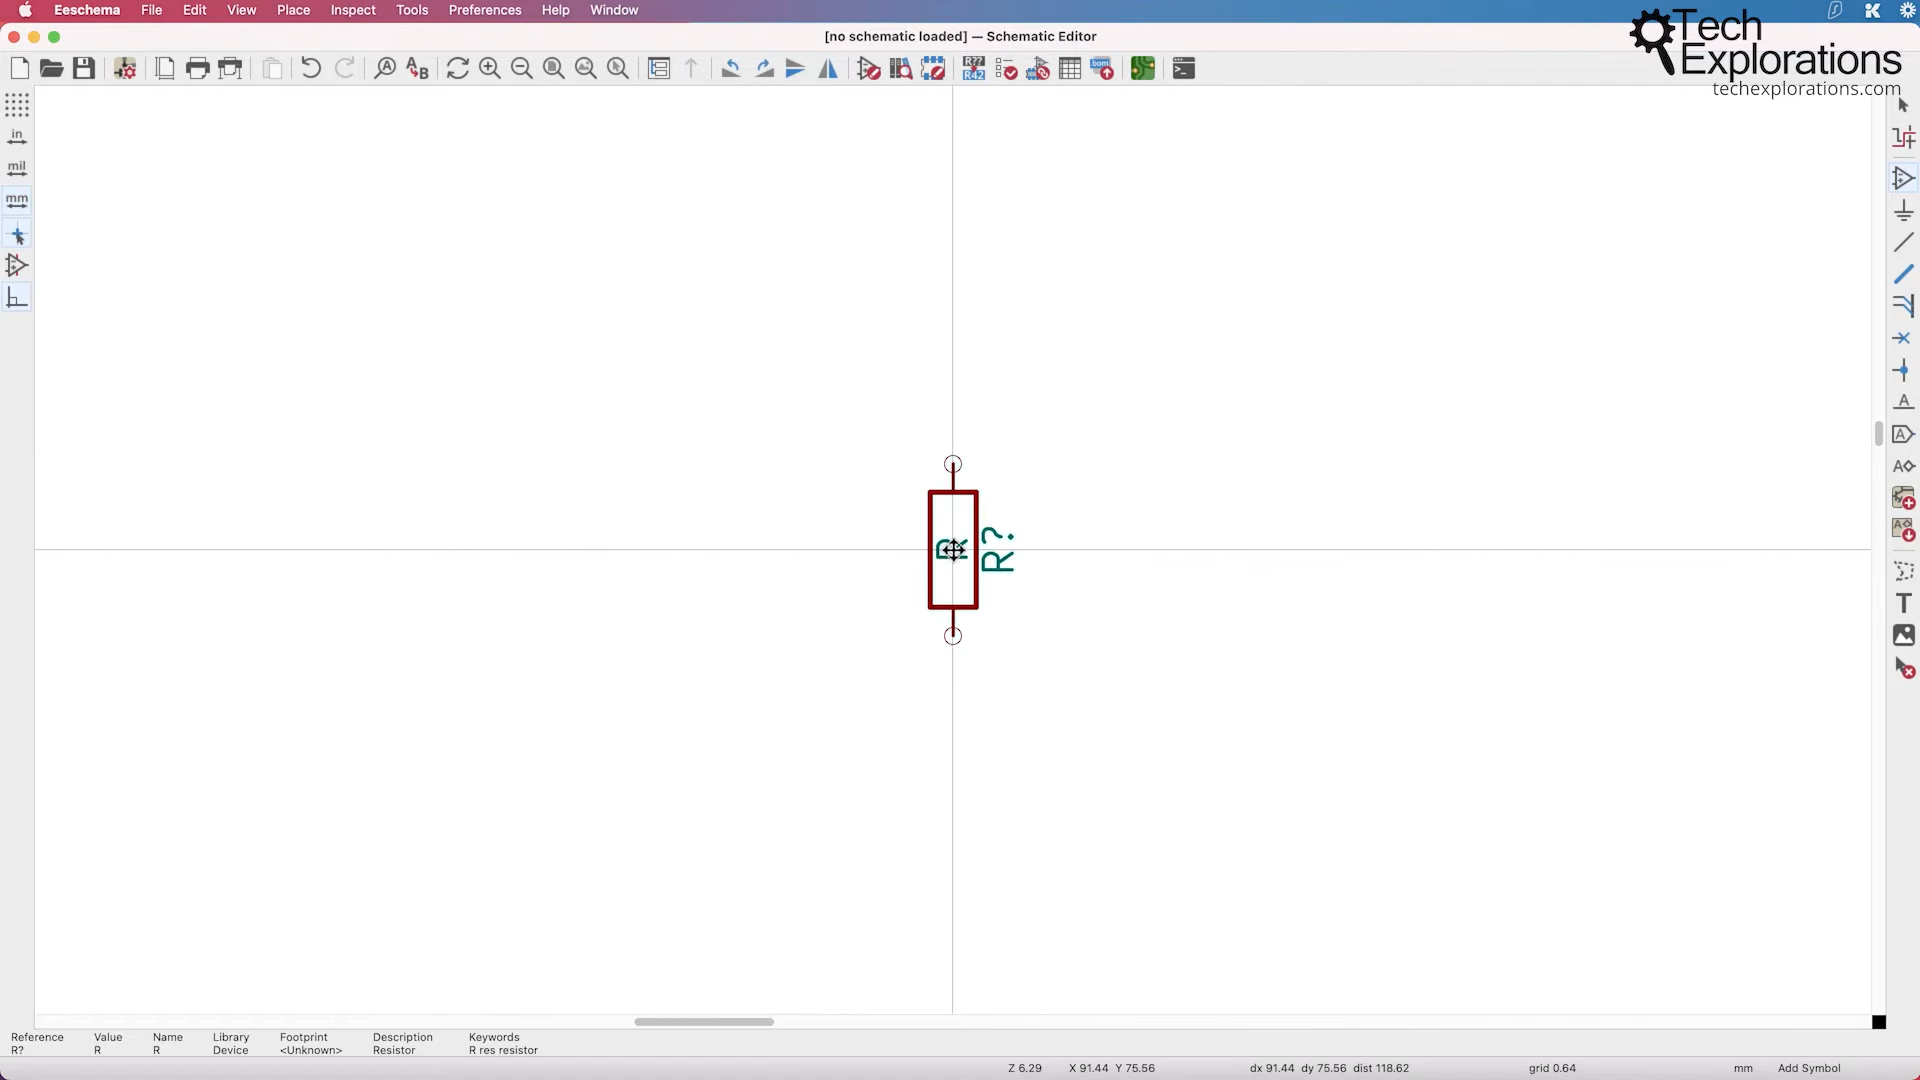 Eeschema File Edit View Place Inspect Tools Preferences Help Window
[no schematic loaded] — Schematic Editor
Tech
Explorations
techexplorations.com
in
mil
mm
A
A B
R??
R42
bom
A
A
A
A
T
R
R?
Reference Value Name Library Footprint Description Keywords
R? R R Device <Unknown> Resistor R res resistor
Z 6.29 X 91.44 Y 75.56 dx 91.44 dy 75.56 dist 118.62 grid 0.64 mm Add Symbol